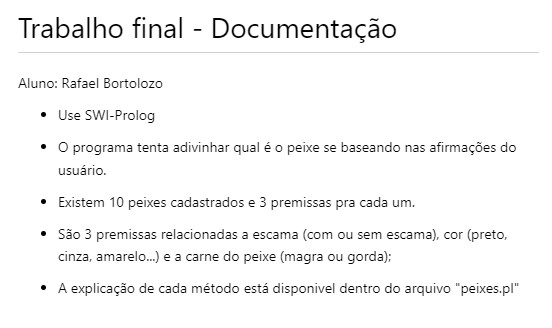 Trabalho final - Documentação
Aluno: Rafael Bortolozo
Use SWI-Prolog
O programa tenta adivinhar qual é o peixe se baseando nas afirmações do
usuário.
Existem 10 peixes cadastrados e 3 premissas pra cada um.
São 3 premissas relacionadas a escama (com ou sem escama), cor (preto,
cinza, amarelo...) e a carne do peixe (magra ou gorda);
A explicação de cada método está disponivel dentro do arquivo "peixes.pl"